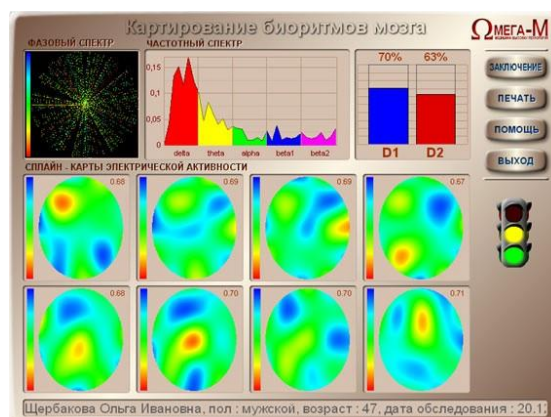 Картирование биоритмов мозга
ОМЕГА-М
ФАЗОВЫЙ СПЕКТР
ЧАСТОТНЫЙ СПЕКТР
0,15
0,1
0,05
0
delta theta alpha beta1 beta2
70% 63%
D1 D2
ЗАКЛЮЧЕНИЕ
ПЕЧАТЬ
ПОМОЩЬ
ВЫХОД
СПЛАЙН - КАРТЫ ЭЛЕКТРИЧЕСКОЙ АКТИВНОСТИ
0.68 0.69 0.69 0.67
0.68 0.70 0.70 0.71
Щербакова Ольга Ивановна, пол : мужской, возраст : 47, дата обследования : 20.1